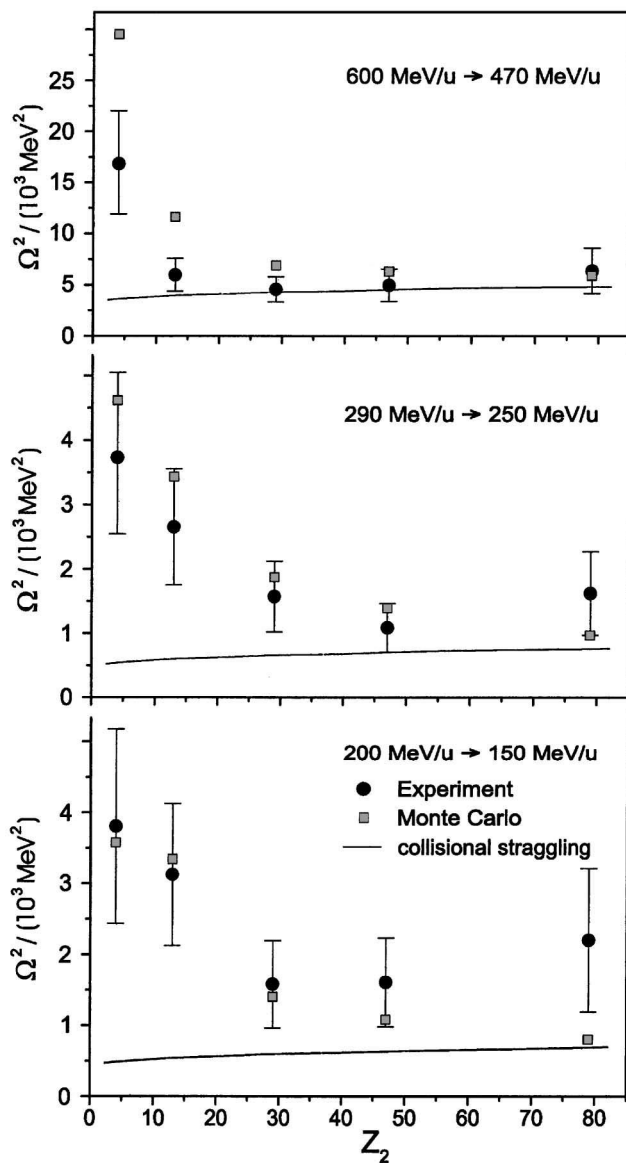 600 MeV/u → 470 MeV/u
Ω² / (10³ MeV²)
25
20
15
10
5
0
290 MeV/u → 250 MeV/u
Ω² / (10³ MeV²)
4
3
2
1
0
200 MeV/u → 150 MeV/u
Experiment
Monte Carlo
collisional straggling
Ω² / (10³ MeV²)
4
3
2
1
0
0 10 20 30 40 50 60 70 80
Z₂